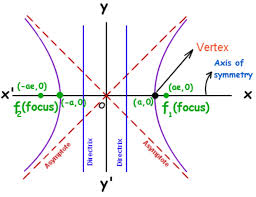 y
Vertex
Axis of
symmetry
(-ae, 0)
(ae, 0)
x'
x
f₂(focus)
(-a, 0)
O
(a, 0)
f₁(focus)
Asymptote
Directrix
Directrix
Asymptote
y'